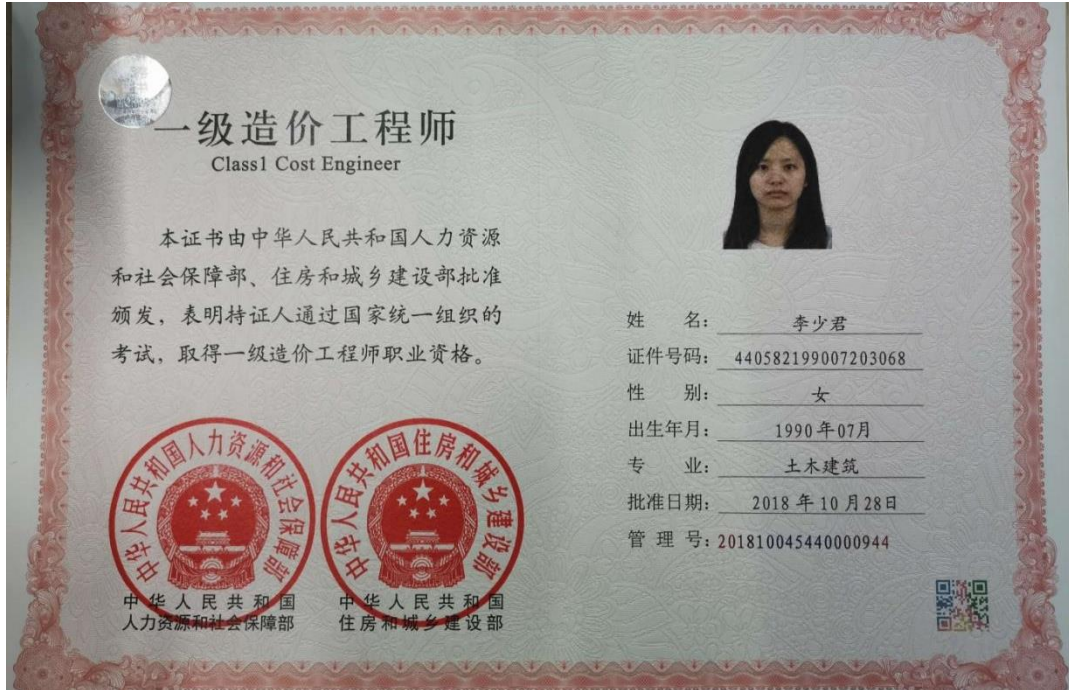 一级造价工程师
Class1 Cost Engineer
本证书由中华人民共和国人力资源
和社会保障部、住房和城乡建设部批准
颁发，表明持证人通过国家统一组织的
考试，取得一级造价工程师职业资格。
中华人民共和国人力资源和社会保障部
中华人民共和国住房和城乡建设部
中华人民共和国
人力资源和社会保障部
中华人民共和国
住房和城乡建设部
姓 名：李少君
证件号码：440582199007203068
性 别：女
出生年月：1990年07月
专 业：土木建筑
批准日期：2018年10月28日
管 理 号：201810045440000944